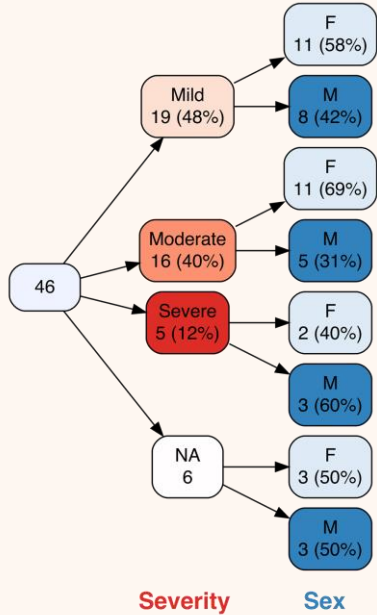 46
Mild
19 (48%)
F
11 (58%)
M
8 (42%)
Moderate
16 (40%)
F
11 (69%)
M
5 (31%)
Severe
5 (12%)
F
2 (40%)
M
3 (60%)
NA
6
F
3 (50%)
M
3 (50%)
Severity
Sex